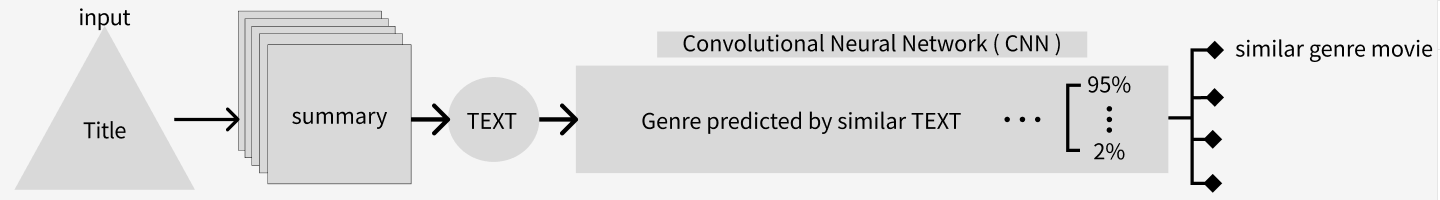 input
Title
summary
TEXT
Convolutional Neural Network ( CNN )
Genre predicted by similar TEXT
95%
2%
similar genre movie